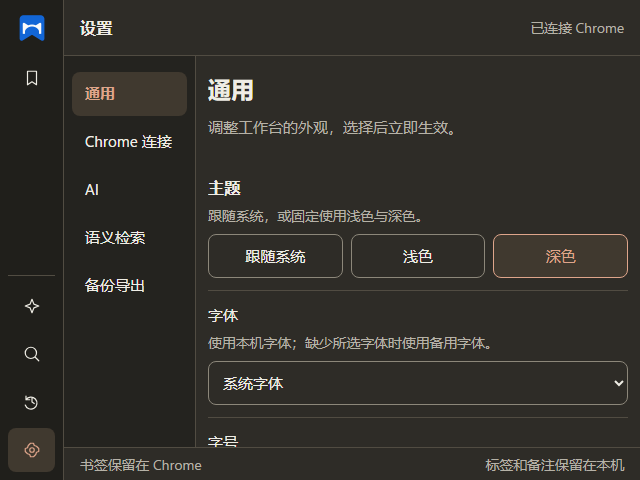 设置
已连接 Chrome
通用
Chrome 连接
AI
语义检索
备份导出
通用
调整工作台的外观，选择后立即生效。
主题
跟随系统，或固定使用浅色与深色。
跟随系统
浅色
深色
字体
使用本机字体；缺少所选字体时使用备用字体。
系统字体
字号
书签保留在 Chrome
标签和备注保留在本机